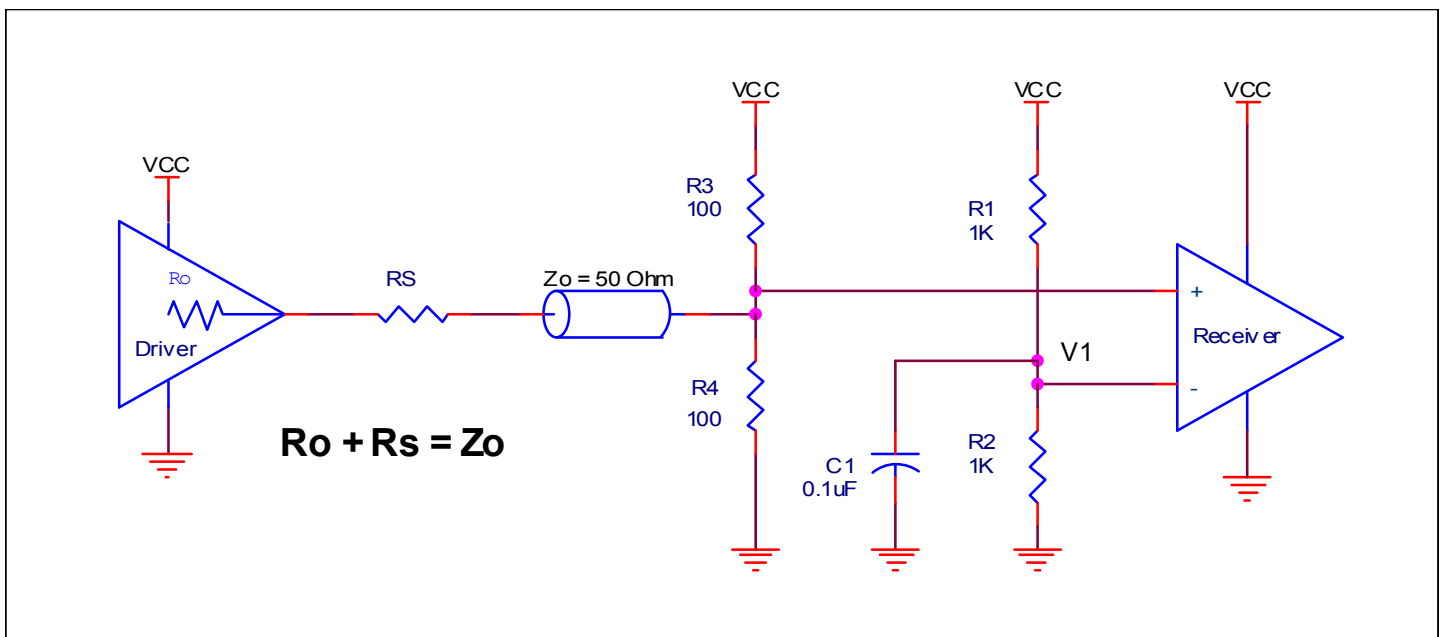 VCC
VCC
VCC
VCC
R3
100
R1
1K
Ro
RS
Zo = 50 Ohm
+
Driver
Receiver
V1
R4
100
-
Ro + Rs = Zo
R2
1K
C1
0.1uF